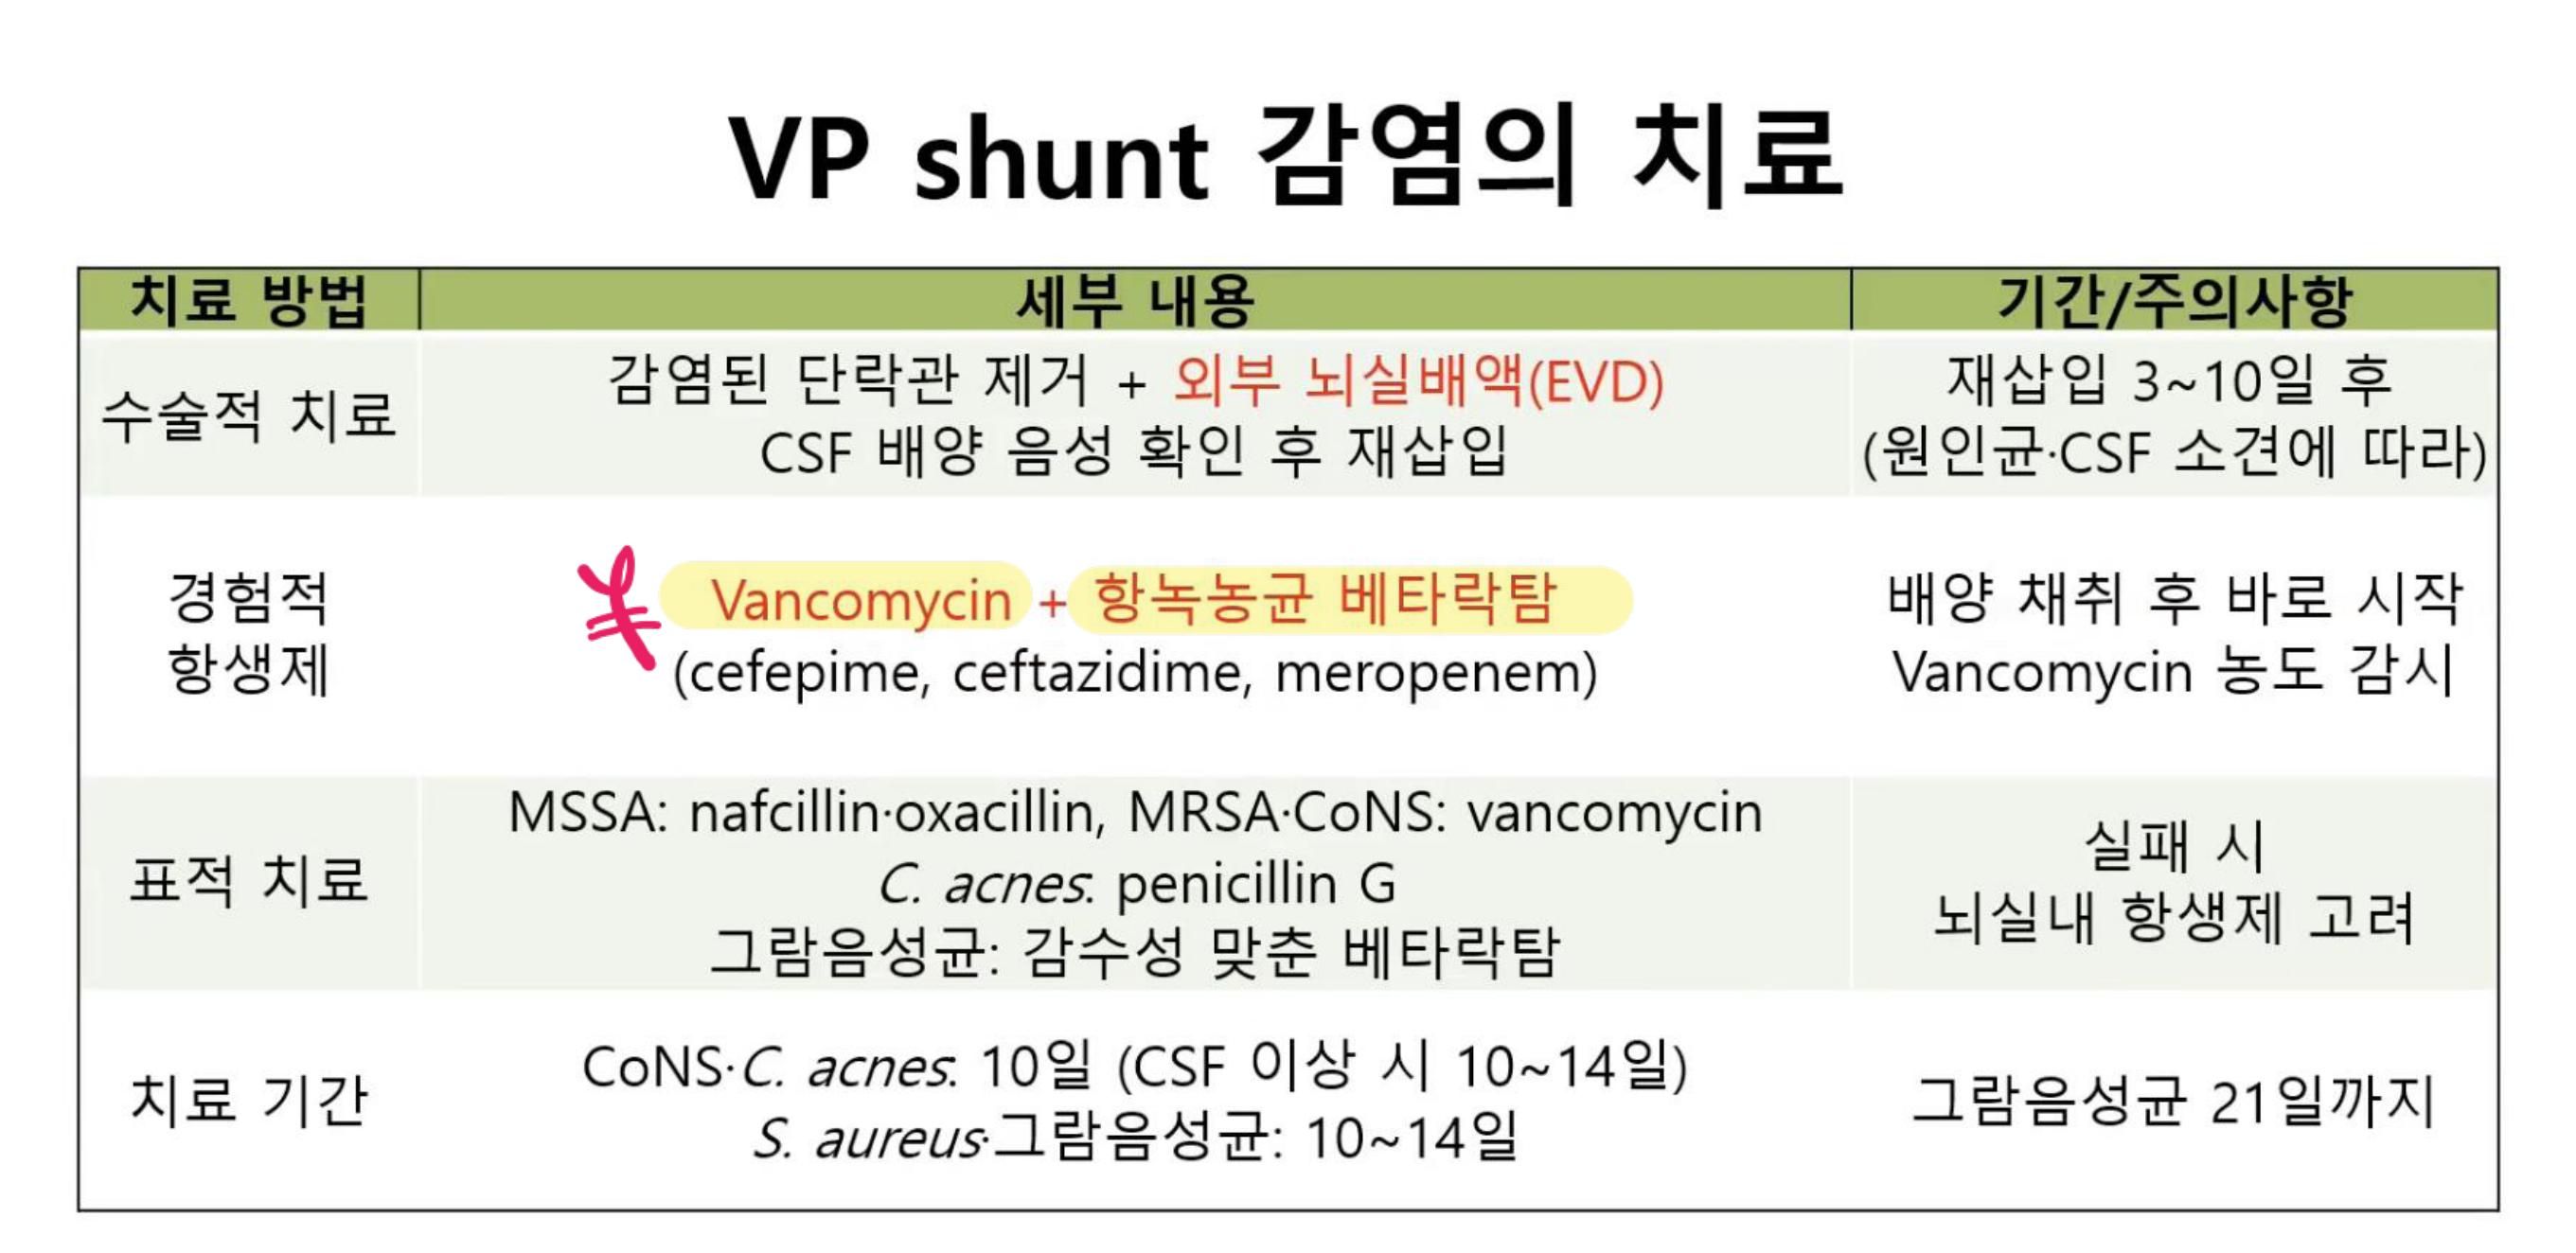 VP shunt 감염의 치료
치료 방법
세부 내용
기간/주의사항
수술적 치료
감염된 단락관 제거 + 외부 뇌실배액(EVD)
CSF 배양 음성 확인 후 재삽입
재삽입 3~10일 후
(원인균·CSF 소견에 따라)
경험적
항생제
Vancomycin + 항녹농균 베타락탐
(cefepime, ceftazidime, meropenem)
배양 채취 후 바로 시작
Vancomycin 농도 감시
표적 치료
MSSA: nafcillin·oxacillin, MRSA·CoNS: vancomycin
C. acnes: penicillin G
그람음성균: 감수성 맞춘 베타락탐
실패 시
뇌실내 항생제 고려
치료 기간
CoNS·C. acnes: 10일 (CSF 이상 시 10~14일)
S. aureus·그람음성균: 10~14일
그람음성균 21일까지